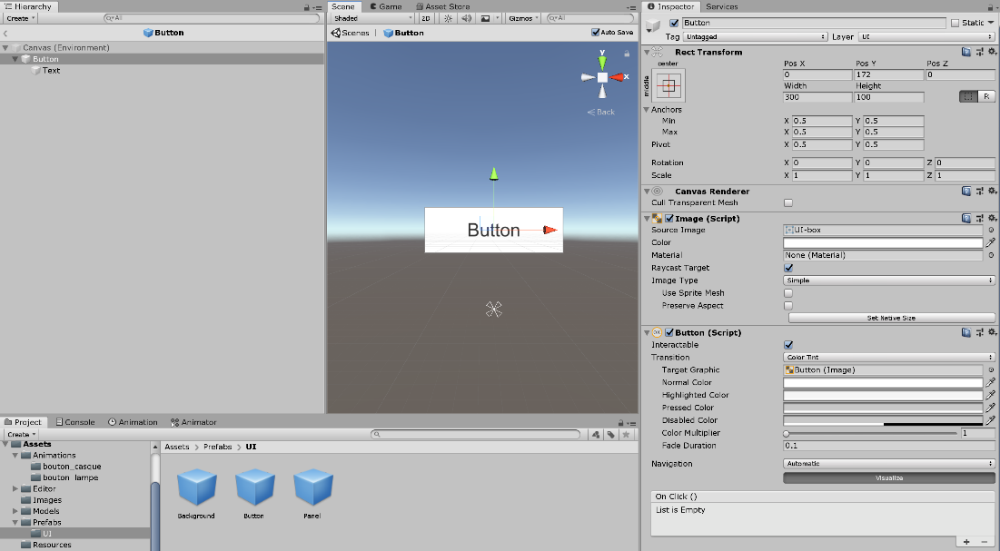 Hierarchy
Create
All
Button
Canvas (Environment)
Button
Text
Scene
Game
Asset Store
Shaded
2D
Gizmos
All
Scenes
Button
Auto Save
y
x
Back
Button
Project
Console
Animation
Animator
Create
Assets
Animations
bouton_casque
bouton_lampe
Editor
Images
Models
Prefabs
UI
Resources
Assets > Prefabs > UI
Background
Button
Panel
Inspector
Services
Button
Static
Tag
Untagged
Layer
UI
Rect Transform
center
middle
Pos X
Pos Y
Pos Z
0
172
0
Width
Height
300
100
R
Anchors
Min X 0.5 Y 0.5
Max X 0.5 Y 0.5
Pivot X 0.5 Y 0.5
Rotation X 0 Y 0 Z 0
Scale X 1 Y 1 Z 1
Canvas Renderer
Cull Transparent Mesh
Image (Script)
Source Image UI-box
Color
Material None (Material)
Raycast Target
Image Type Simple
Use Sprite Mesh
Preserve Aspect
Set Native Size
OK
Button (Script)
Interactable
Transition Color Tint
Target Graphic Button (Image)
Normal Color
Highlighted Color
Pressed Color
Disabled Color
Color Multiplier 1
Fade Duration 0.1
Navigation Automatic
Visualize
On Click ()
List is Empty